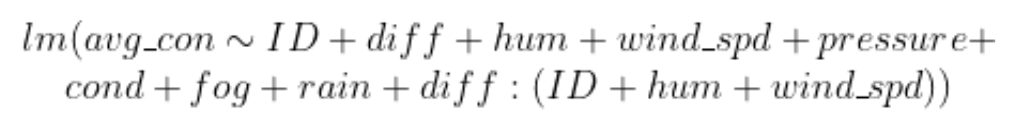 lm(avg_con ∼ ID + diff + hum + wind_spd + pressure+
cond + fog + rain + diff : (ID + hum + wind_spd))